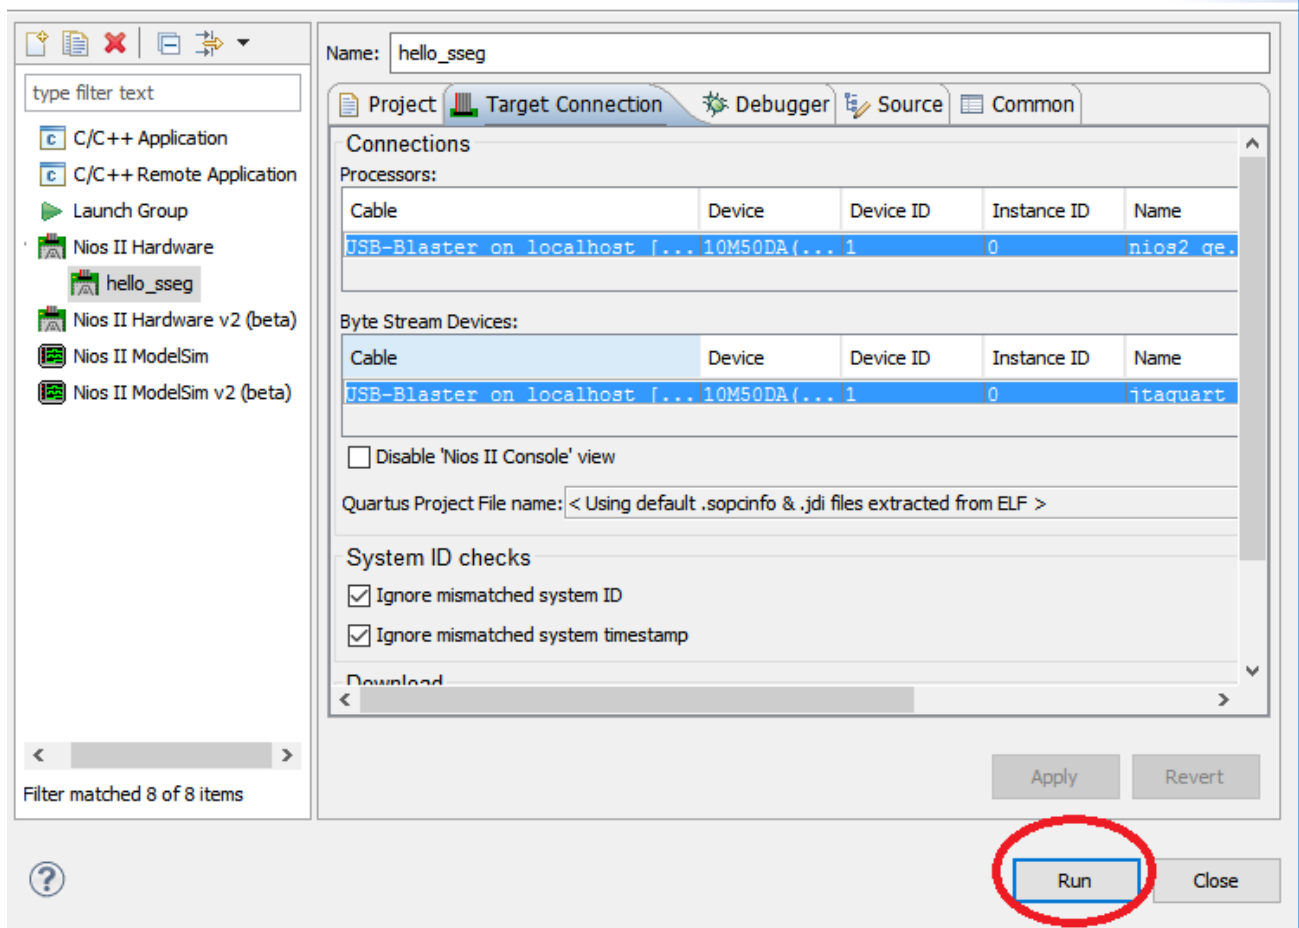 Name: hello_sseg
type filter text
Project Target Connection Debugger Source Common
C/C++ Application
C/C++ Remote Application
Launch Group
Nios II Hardware
hello_sseg
Nios II Hardware v2 (beta)
Nios II ModelSim
Nios II ModelSim v2 (beta)
Filter matched 8 of 8 items
Connections
Processors:
Cable Device Device ID Instance ID Name
USB-Blaster on localhost [... 10M50DA(... 1 0 nios2_ge.
Byte Stream Devices:
Cable Device Device ID Instance ID Name
USB-Blaster on localhost [... 10M50DA(... 1 0 jtaguart
Disable 'Nios II Console' view
Quartus Project File name: < Using default .sopcinfo & .jdi files extracted from ELF >
System ID checks
Ignore mismatched system ID
Ignore mismatched system timestamp
Download
Apply Revert
? Run Close